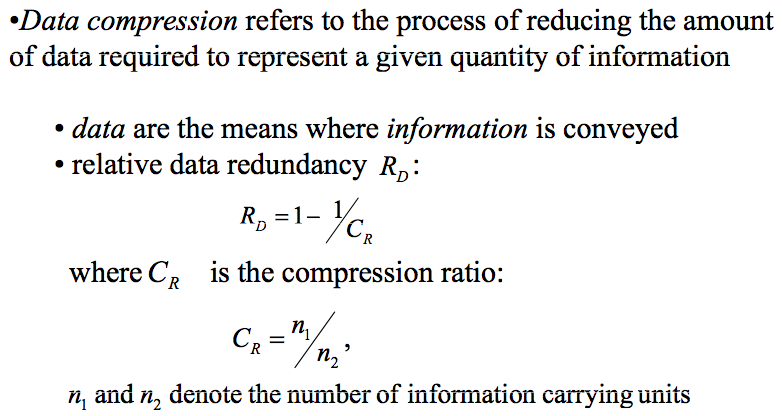 •Data compression refers to the process of reducing the amount
of data required to represent a given quantity of information
• data are the means where information is conveyed
• relative data redundancy R_D:
R_D = 1 – 1/C_R
where C_R is the compression ratio:
C_R = n_1/n_2,
n_1 and n_2 denote the number of information carrying units